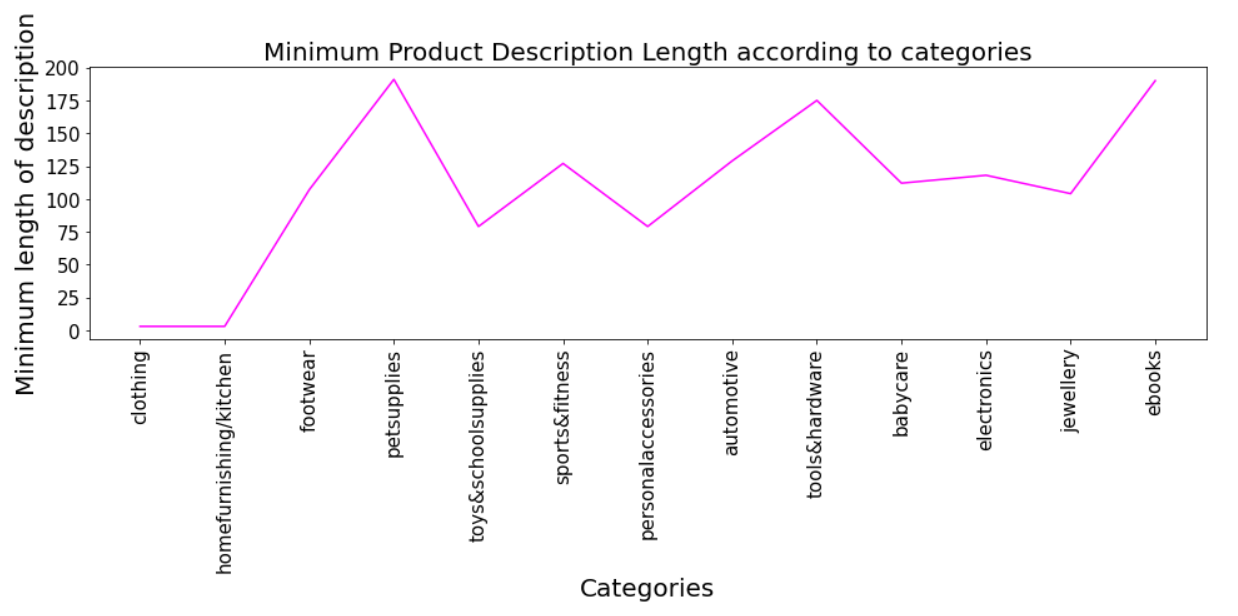 Minimum Product Description Length according to categories
Minimum length of description
200
175
150
125
100
75
50
25
0
clothing
homefurnishing/kitchen
footwear
petsupplies
toys&schoolsupplies
sports&fitness
personalaccessories
automotive
tools&hardware
babycare
electronics
jewellery
ebooks
Categories